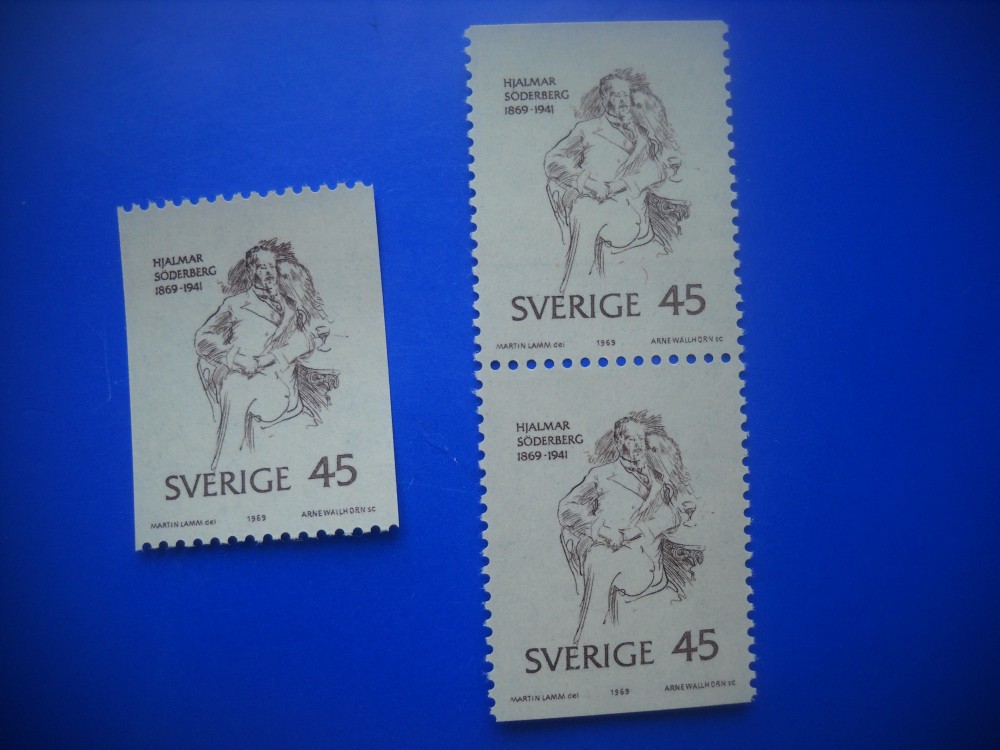 HJALMAR
SÖDERBERG
1869-1941
SVERIGE 45
MARTIN LAMM del 1969 ARNE WALLHORN SC
HJALMAR
SÖDERBERG
1869-1941
SVERIGE 45
MARTIN LAMM del 1969 ARNE WALLHORN SC
HJALMAR
SÖDERBERG
1869-1941
SVERIGE 45
MARTIN LAMM del 1969 ARNE WALLHORN SC